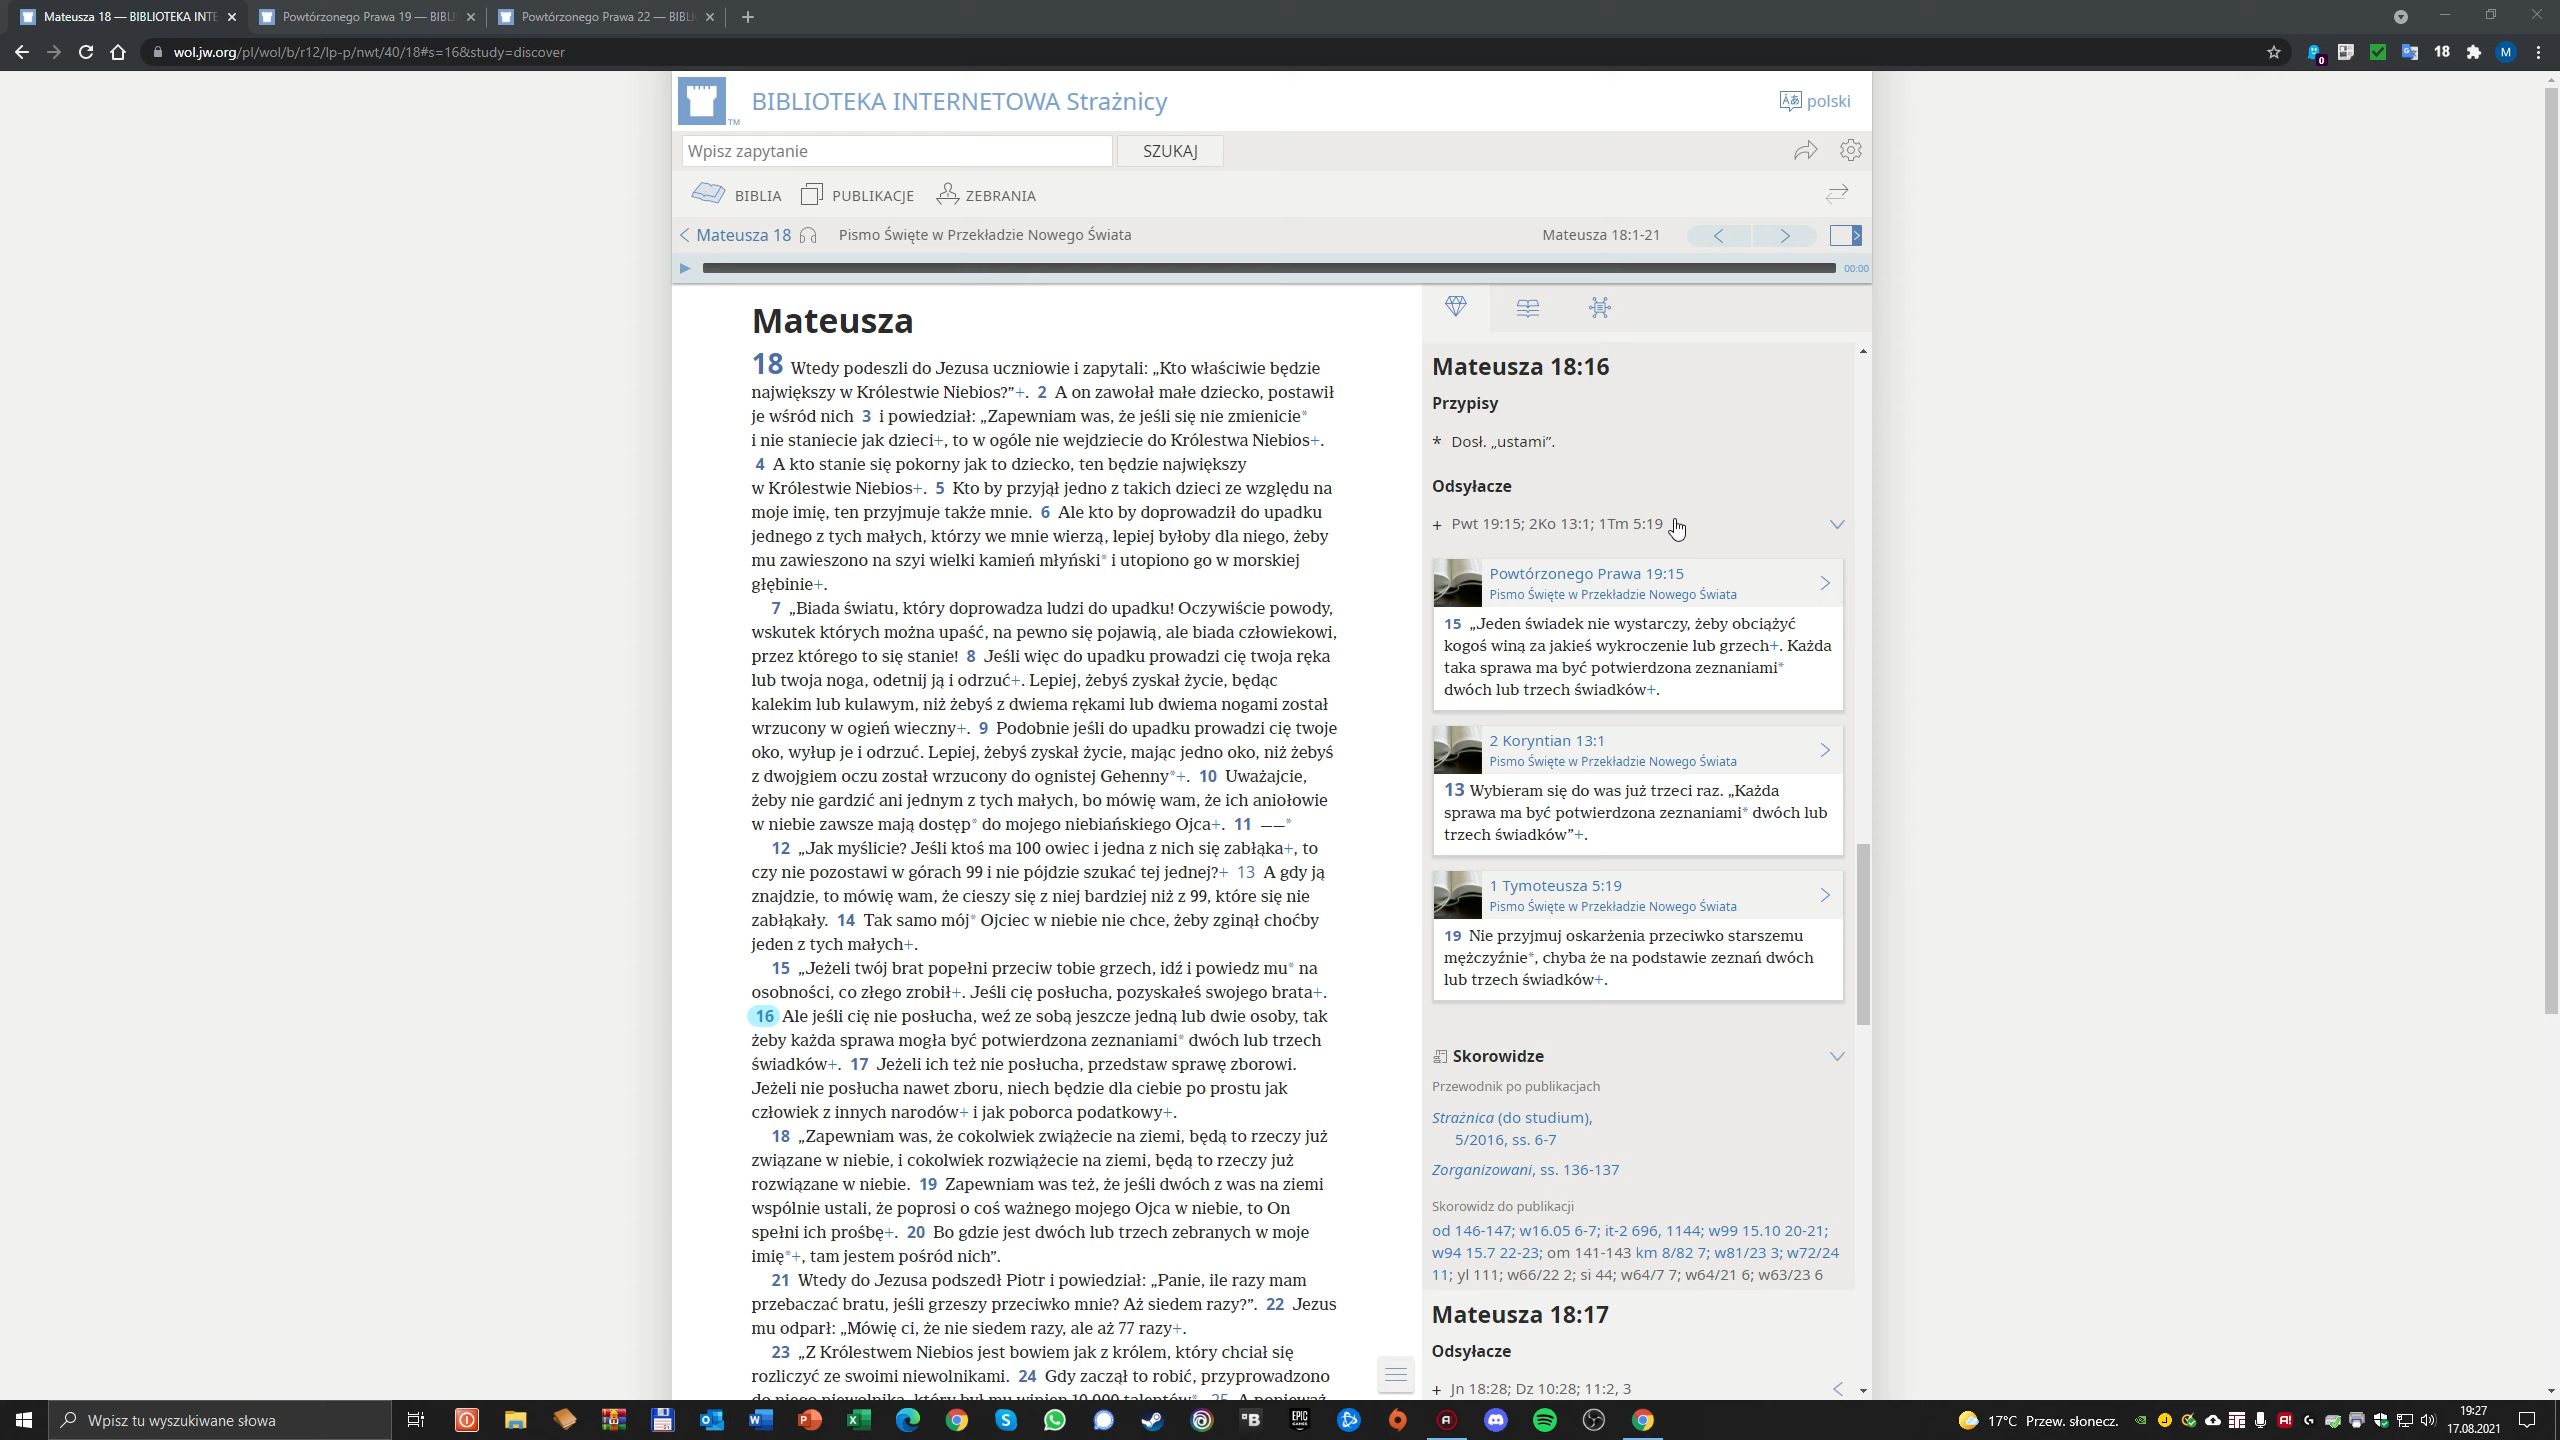 Mateusza 18 — BIBLIOTEKA INTE
Powtórzonego Prawa 19 — BIBLI
Powtórzonego Prawa 22 — BIBLI
wol.jw.org/pl/wol/b/r12/lp-p/nwt/40/18#s=16&study=discover
0
18
M
BIBLIOTEKA INTERNETOWA Strażnicy
TM
polski
Wpisz zapytanie
SZUKAJ
BIBLIA
PUBLIKACJE
ZEBRANIA
Mateusza 18
Pismo Święte w Przekładzie Nowego Świata
Mateusza 18:1-21
00:00
Mateusza
18 Wtedy podeszli do Jezusa uczniowie i zapytali: „Kto właściwie będzie
największy w Królestwie Niebios?”+. 2 A on zawołał małe dziecko, postawił
je wśród nich 3 i powiedział: „Zapewniam was, że jeśli się nie zmienicie*
i nie staniecie jak dzieci+, to w ogóle nie wejdziecie do Królestwa Niebios+.
4 A kto stanie się pokorny jak to dziecko, ten będzie największy
w Królestwie Niebios+. 5 Kto by przyjął jedno z takich dzieci ze względu na
moje imię, ten przyjmuje także mnie. 6 Ale kto by doprowadził do upadku
jednego z tych małych, którzy we mnie wierzą, lepiej byłoby dla niego, żeby
mu zawieszono na szyi wielki kamień młyński* i utopiono go w morskiej
głębinie+.
7 „Biada światu, który doprowadza ludzi do upadku! Oczywiście powody,
wskutek których można upaść, na pewno się pojawią, ale biada człowiekowi,
przez którego to się stanie! 8 Jeśli więc do upadku prowadzi cię twoja ręka
lub twoja noga, odetnij ją i odrzuć+. Lepiej, żebyś zyskał życie, będąc
kalekim lub kulawym, niż żebyś z dwiema rękami lub dwiema nogami został
wrzucony w ogień wieczny+. 9 Podobnie jeśli do upadku prowadzi cię twoje
oko, wyłup je i odrzuć. Lepiej, żebyś zyskał życie, mając jedno oko, niż żebyś
z dwojgiem oczu został wrzucony do ognistej Gehenny*+. 10 Uważajcie,
żeby nie gardzić ani jednym z tych małych, bo mówię wam, że ich aniołowie
w niebie zawsze mają dostęp* do mojego niebiańskiego Ojca+. 11 ——*
12 „Jak myślicie? Jeśli ktoś ma 100 owiec i jedna z nich się zabłąka+, to
czy nie pozostawi w górach 99 i nie pójdzie szukać tej jednej?+ 13 A gdy ją
znajdzie, to mówię wam, że cieszy się z niej bardziej niż z 99, które się nie
zabłąkały. 14 Tak samo mój* Ojciec w niebie nie chce, żeby zginął choćby
jeden z tych małych+.
15 „Jeżeli twój brat popełni przeciw tobie grzech, idź i powiedz mu* na
osobności, co złego zrobił+. Jeśli cię posłucha, pozyskałeś swojego brata+.
16 Ale jeśli cię nie posłucha, weź ze sobą jeszcze jedną lub dwie osoby, tak
żeby każda sprawa mogła być potwierdzona zeznaniami* dwóch lub trzech
świadków+. 17 Jeżeli ich też nie posłucha, przedstaw sprawę zborowi.
Jeżeli nie posłucha nawet zboru, niech będzie dla ciebie po prostu jak
człowiek z innych narodów+ i jak poborca podatkowy+.
18 „Zapewniam was, że cokolwiek zwiążecie na ziemi, będą to rzeczy już
związane w niebie, i cokolwiek rozwiążecie na ziemi, będą to rzeczy już
rozwiązane w niebie. 19 Zapewniam was też, że jeśli dwóch z was na ziemi
wspólnie ustali, że poprosi o coś ważnego mojego Ojca w niebie, to On
spełni ich prośbę+. 20 Bo gdzie jest dwóch lub trzech zebranych w moje
imię*+, tam jestem pośród nich”.
21 Wtedy do Jezusa podszedł Piotr i powiedział: „Panie, ile razy mam
przebaczać bratu, jeśli grzeszy przeciwko mnie? Aż siedem razy?”. 22 Jezus
mu odparł: „Mówię ci, że nie siedem razy, ale aż 77 razy+.
23 „Z Królestwem Niebios jest bowiem jak z królem, który chciał się
rozliczyć ze swoimi niewolnikami. 24 Gdy zaczął to robić, przyprowadzono
do niego niewolnika, który był mu winien 10 000 talentów*. 25 A ponieważ
Mateusza 18:16
Przypisy
* Dosł. „ustami”.
Odsyłacze
+ Pwt 19:15; 2Ko 13:1; 1Tm 5:19
Powtórzonego Prawa 19:15
Pismo Święte w Przekładzie Nowego Świata
15 „Jeden świadek nie wystarczy, żeby obciążyć
kogoś winą za jakieś wykroczenie lub grzech+. Każda
taka sprawa ma być potwierdzona zeznaniami*
dwóch lub trzech świadków+.
2 Koryntian 13:1
Pismo Święte w Przekładzie Nowego Świata
13 Wybieram się do was już trzeci raz. „Każda
sprawa ma być potwierdzona zeznaniami* dwóch lub
trzech świadków”+.
1 Tymoteusza 5:19
Pismo Święte w Przekładzie Nowego Świata
19 Nie przyjmuj oskarżenia przeciwko starszemu
mężczyźnie*, chyba że na podstawie zeznań dwóch
lub trzech świadków+.
Skorowidze
Przewodnik po publikacjach
Strażnica (do studium),
5/2016, ss. 6-7
Zorganizowani, ss. 136-137
Skorowidz do publikacji
od 146-147; w16.05 6-7; it-2 696, 1144; w99 15.10 20-21;
w94 15.7 22-23; om 141-143 km 8/82 7; w81/23 3; w72/24
11; yl 111; w66/22 2; si 44; w64/7 7; w64/21 6; w63/23 6
Mateusza 18:17
Odsyłacze
+ Jn 18:28; Dz 10:28; 11:2, 3
Wpisz tu wyszukiwane słowa
17°C Przew. słonecz.
19:27
17.08.2021